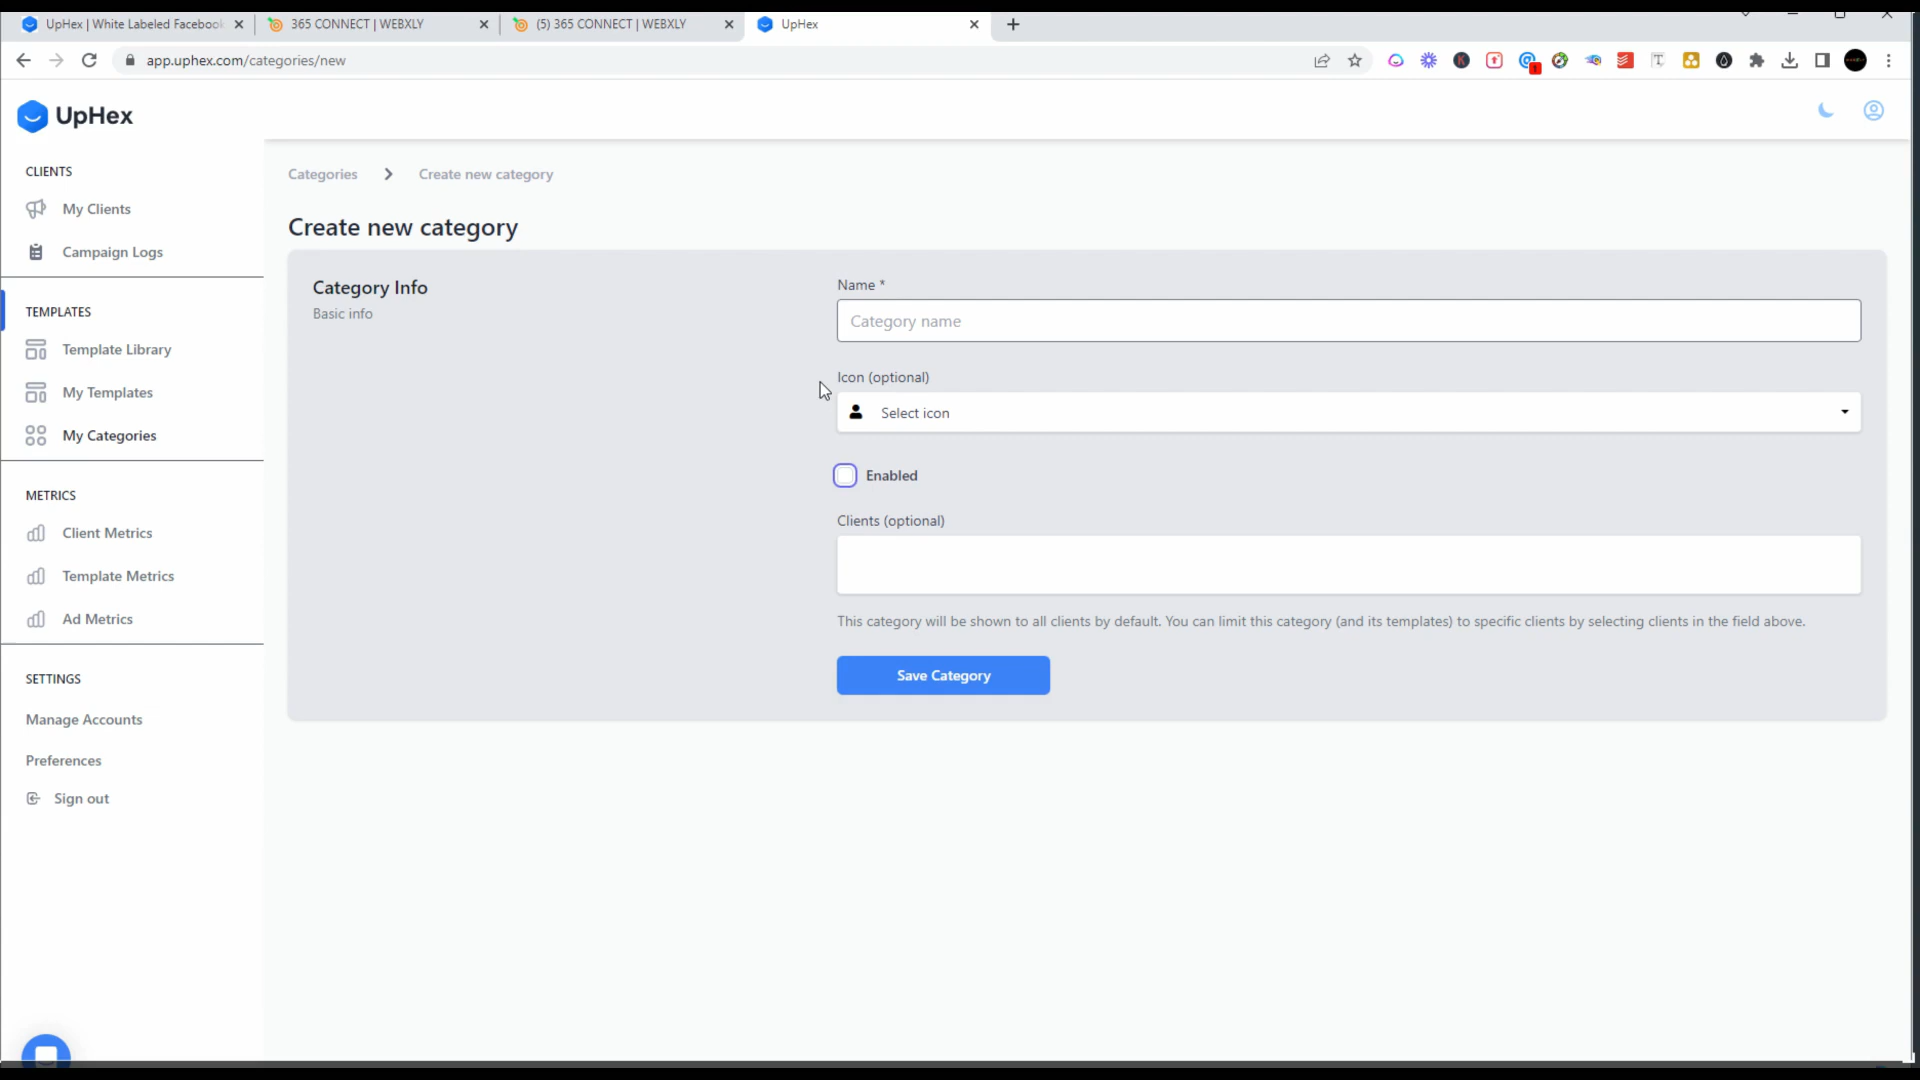 UpHex | White Labeled Facebook
365 CONNECT | WEBXLY
(5) 365 CONNECT | WEBXLY
UpHex
app.uphex.com/categories/new
UpHex
CLIENTS
My Clients
Campaign Logs
TEMPLATES
Template Library
My Templates
My Categories
METRICS
Client Metrics
Template Metrics
Ad Metrics
SETTINGS
Manage Accounts
Preferences
Sign out
Categories
Create new category
Create new category
Category Info
Basic info
Name *
Category name
Icon (optional)
Select icon
Enabled
Clients (optional)
This category will be shown to all clients by default. You can limit this category (and its templates) to specific clients by selecting clients in the field above.
Save Category